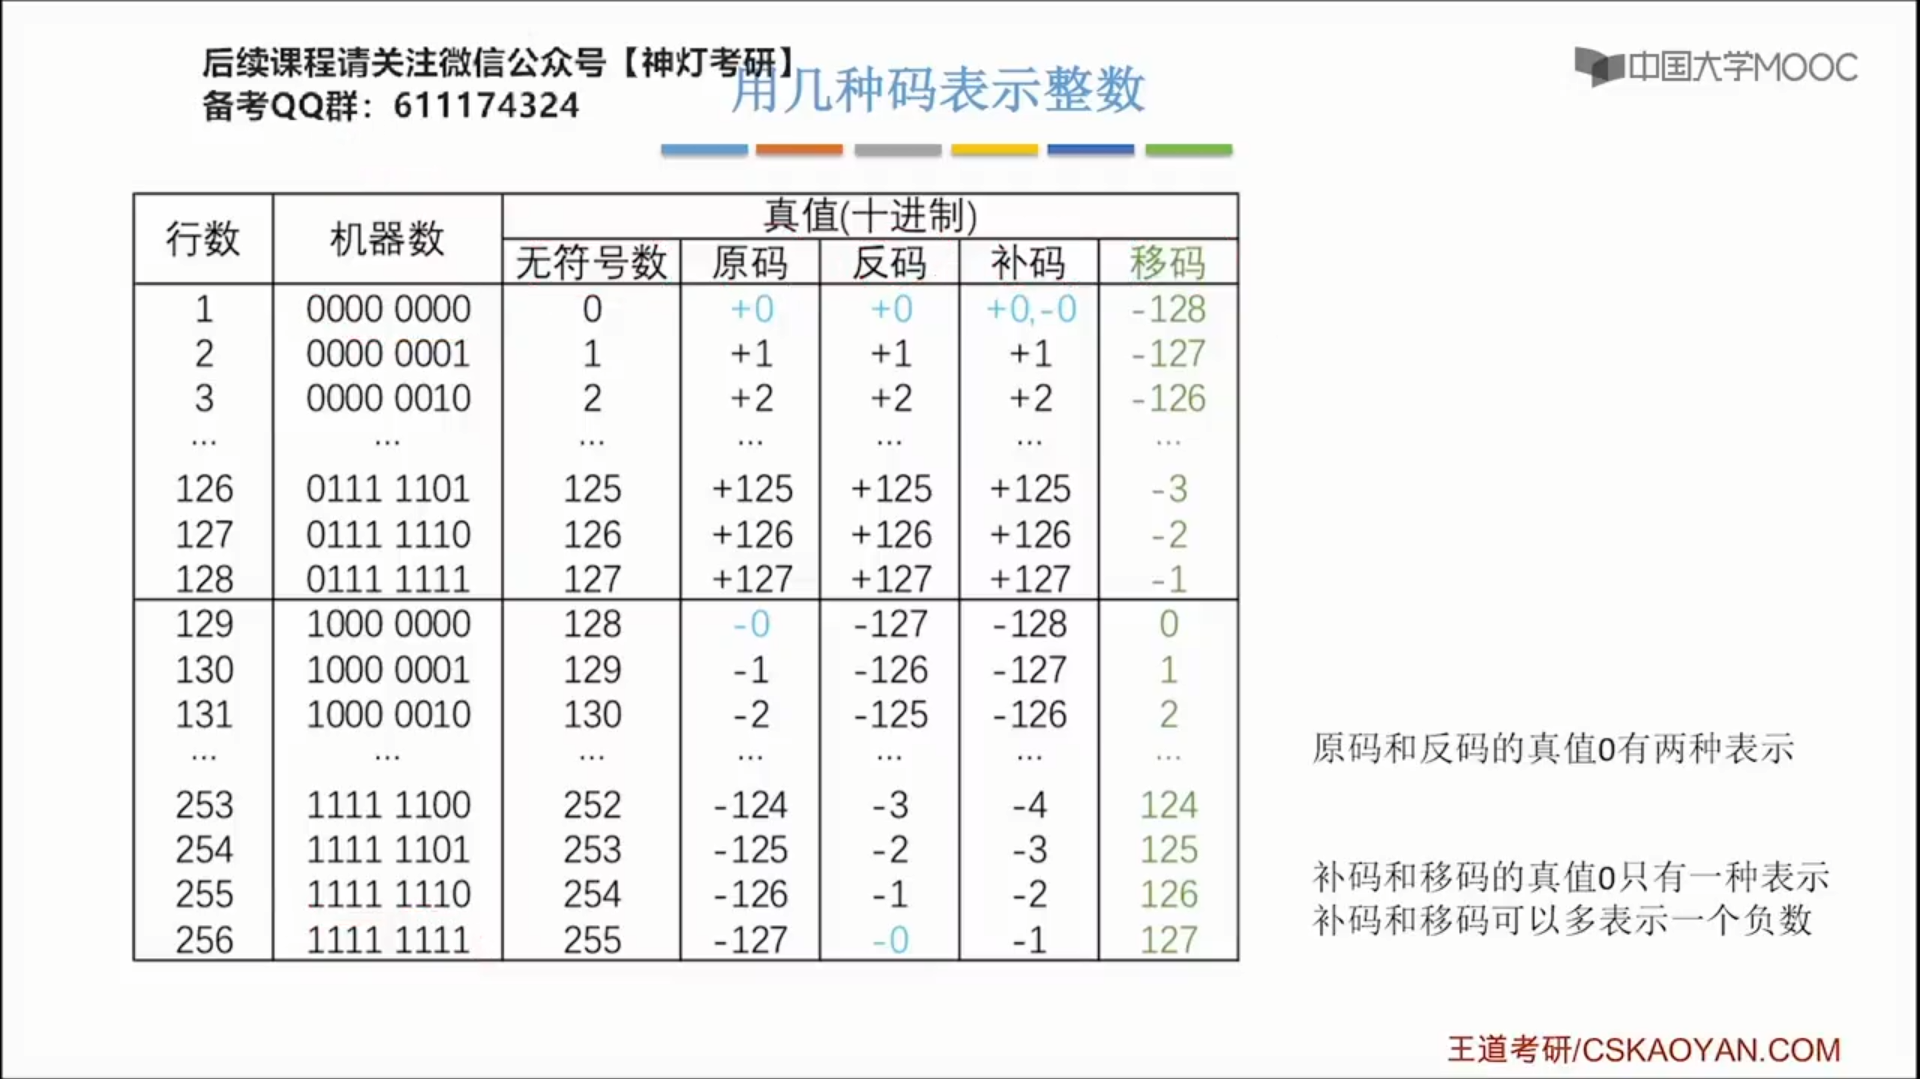 后续课程请关注微信公众号【神灯考研】
备考QQ群：611174324
中国大学MOOC
用几种码表示整数
行数 机器数 真值(十进制)
无符号数 原码 反码 补码 移码
1 0000 0000 0 +0 +0 +0,-0 -128
2 0000 0001 1 +1 +1 +1 -127
3 0000 0010 2 +2 +2 +2 -126
... ... ... ... ... ... ...
126 0111 1101 125 +125 +125 +125 -3
127 0111 1110 126 +126 +126 +126 -2
128 0111 1111 127 +127 +127 +127 -1
129 1000 0000 128 -0 -127 -128 0
130 1000 0001 129 -1 -126 -127 1
131 1000 0010 130 -2 -125 -126 2
... ... ... ... ... ... ...
253 1111 1100 252 -124 -3 -4 124
254 1111 1101 253 -125 -2 -3 125
255 1111 1110 254 -126 -1 -2 126
256 1111 1111 255 -127 -0 -1 127
原码和反码的真值0有两种表示
补码和移码的真值0只有一种表示
补码和移码可以多表示一个负数
王道考研/CSKAOYAN.COM